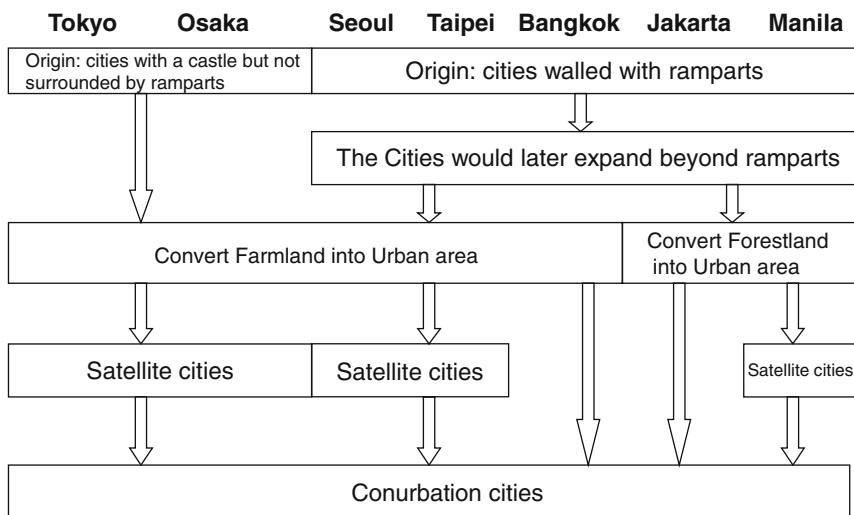 Tokyo Osaka Seoul Taipei Bangkok Jakarta Manila
Origin: cities with a castle but not
surrounded by ramparts
Origin: cities walled with ramparts
The Cities would later expand beyond ramparts
Convert Farmland into Urban area
Convert Forestland
into Urban area
Satellite cities
Satellite cities
Satellite cities
Conurbation cities